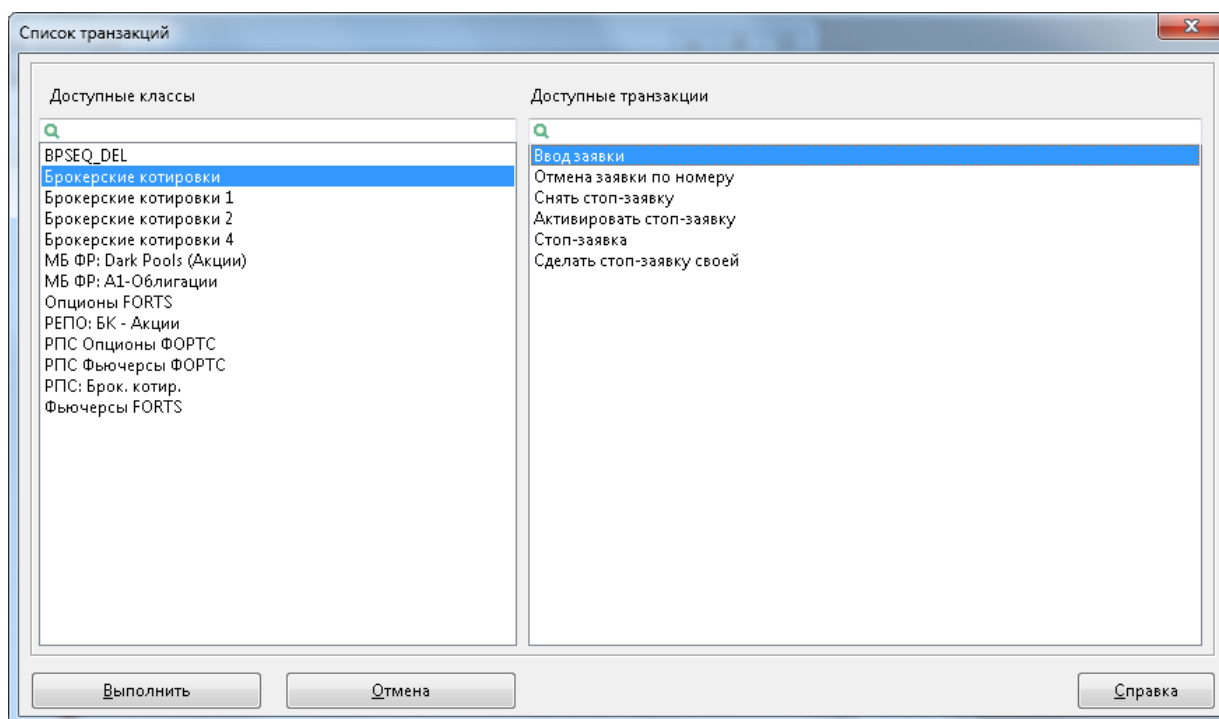 Список транзакций
Доступные классы
BPSEQ_DEL
Брокерские котировки
Брокерские котировки 1
Брокерские котировки 2
Брокерские котировки 4
МБ ФР: Dark Pools (Акции)
МБ ФР: А1-Облигации
Опционы FORTS
РЕПО: БК - Акции
РПС Опционы ФОРТС
РПС Фьючерсы ФОРТС
РПС: Брок. котир.
Фьючерсы FORTS
Доступные транзакции
Ввод заявки
Отмена заявки по номеру
Снять стоп-заявку
Активировать стоп-заявку
Стоп-заявка
Сделать стоп-заявку своей
Выполнить
Отмена
Справка